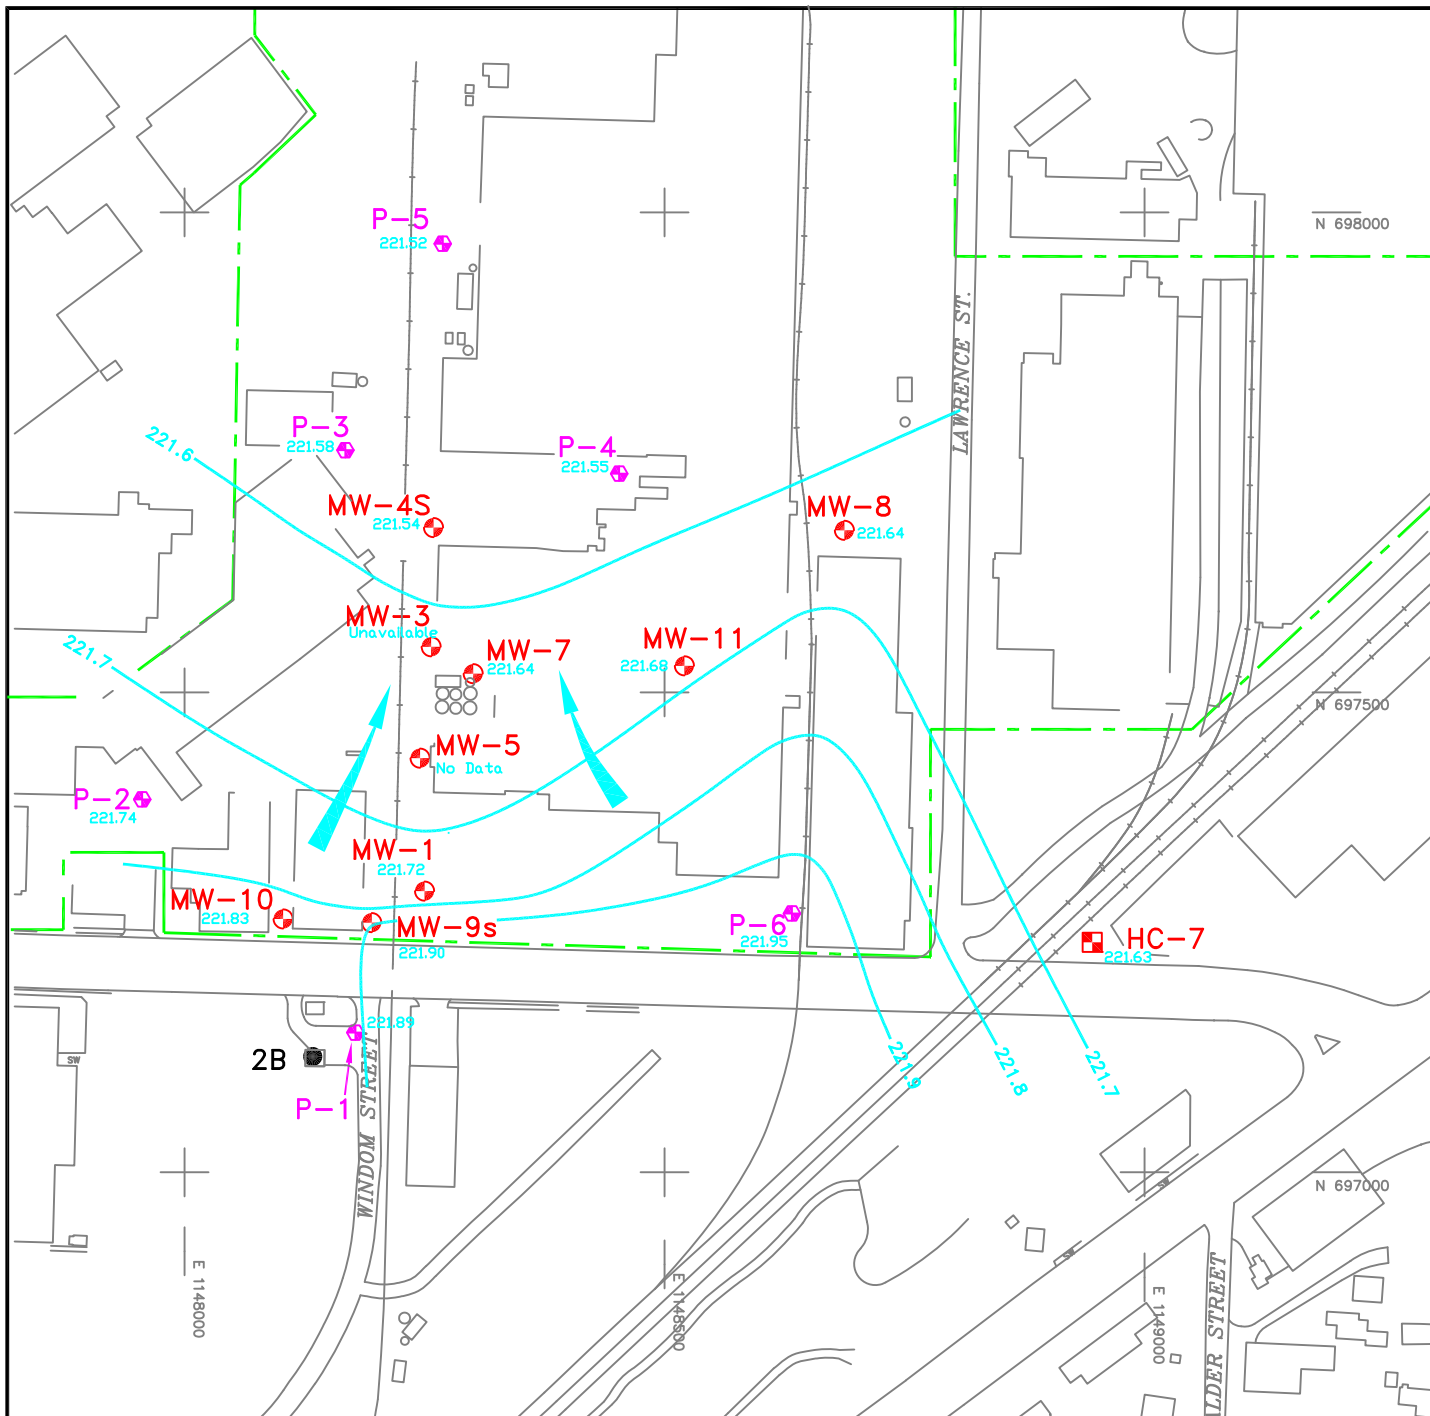 P-5
221.52
N 698000
LAWRENCE ST.
P-3
221.58
221.6
P-4
221.55
MW-4S
221.54
MW-8
221.64
MW-3
Unavailable
MW-7
221.64
MW-11
221.68
221.7
N 697500
MW-5
No Data
P-2
221.74
MW-1
221.72
MW-10
221.83
MW-9s
221.90
P-6
221.95
HC-7
221.63
221.89
2B
P-1
SW
WINDOM STREET
221.9
221.8
221.7
N 697000
SW
SW
E 1148000
E 1148500
E 1149000
ALDER STREET